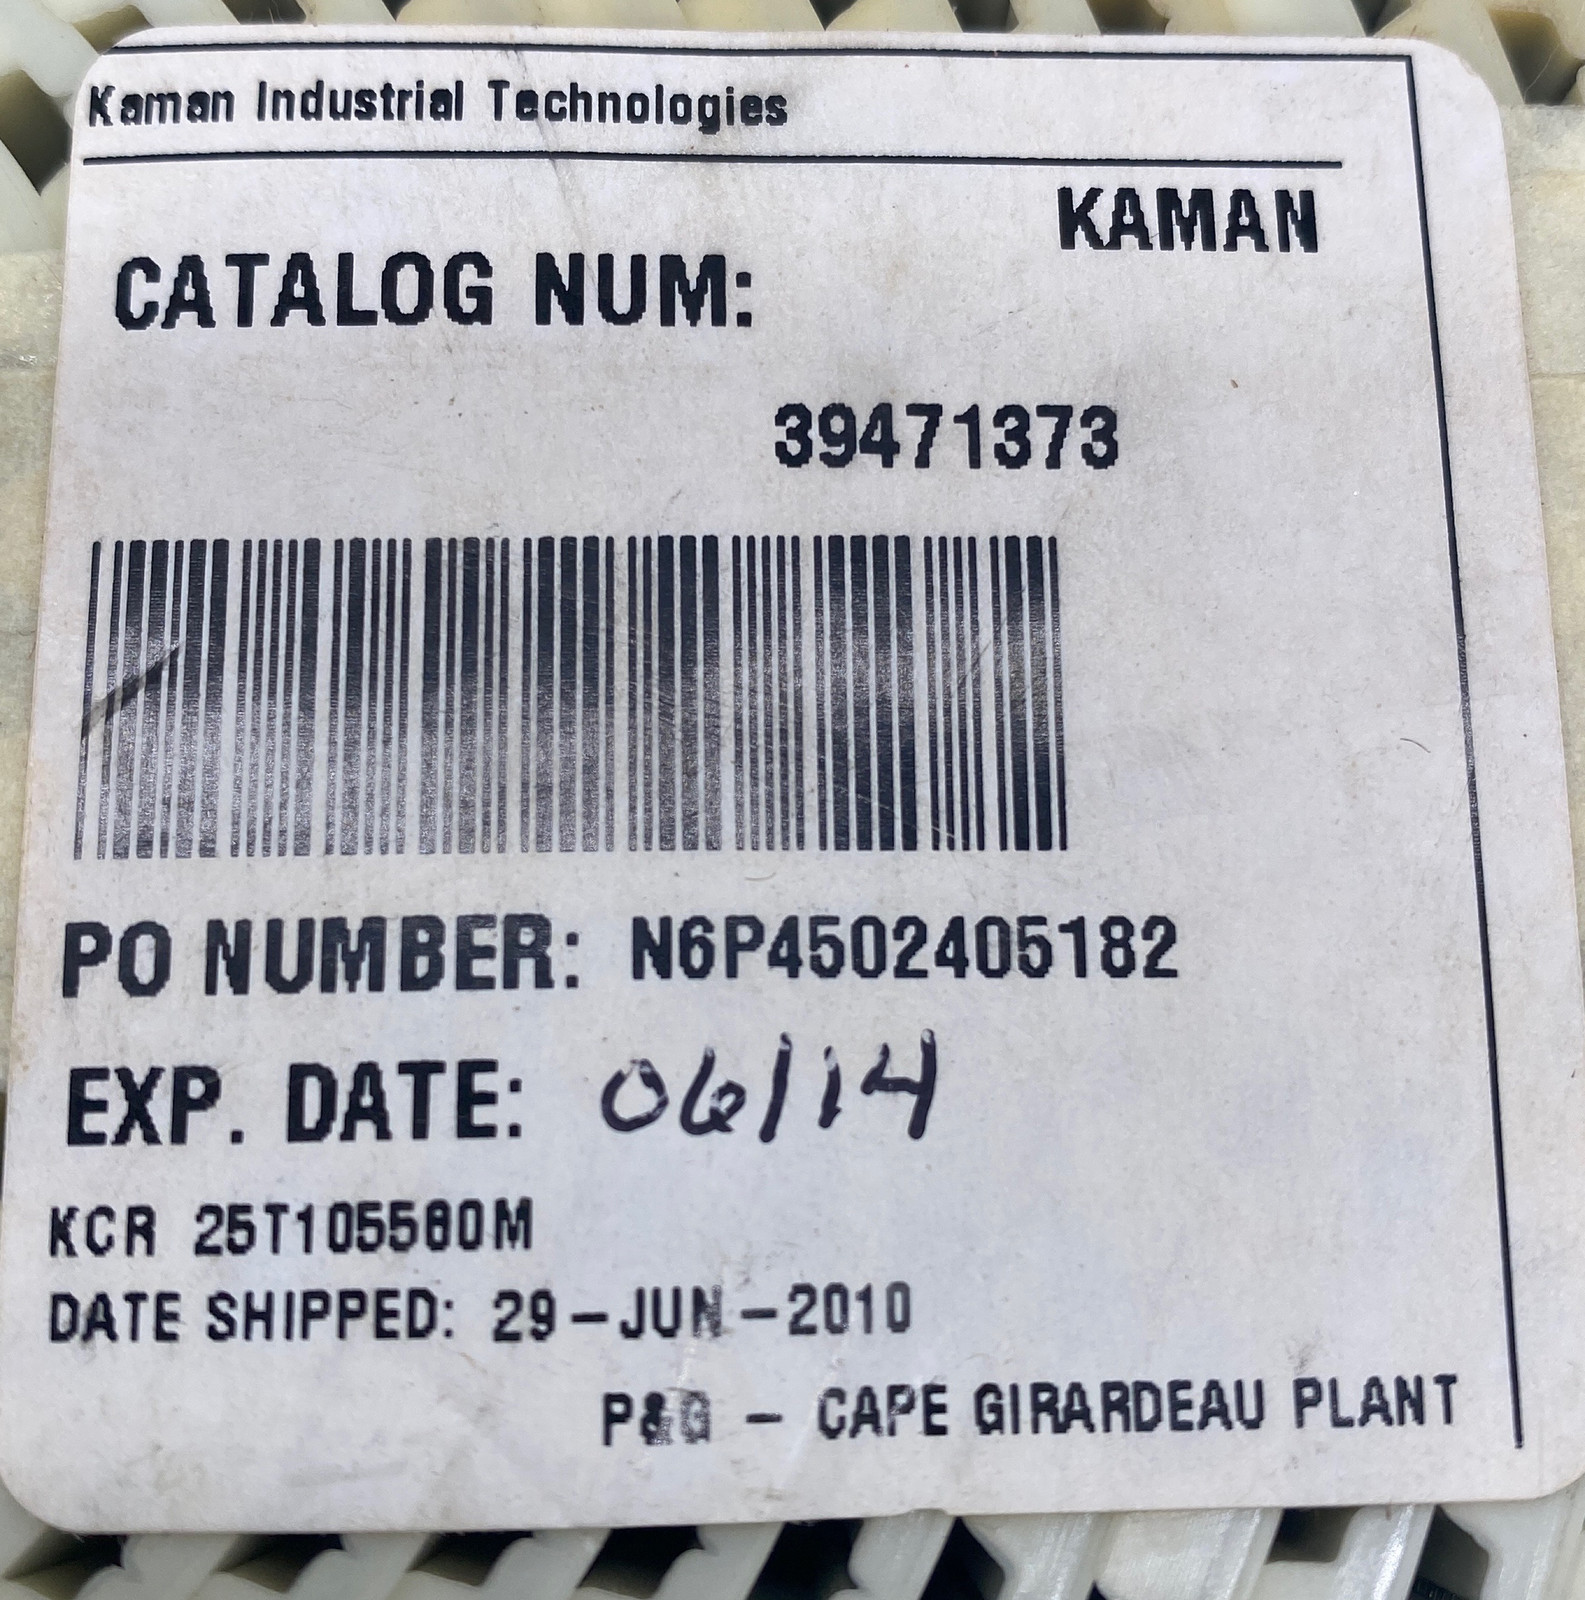 Kaman Industrial Technologies
KAMAN
CATALOG NUM:
39471373
PO NUMBER: N6P4502405182
EXP. DATE: 06/14
KCR 25T105560M
DATE SHIPPED: 29-JUN-2010
P&G - CAPE GIRARDEAU PLANT